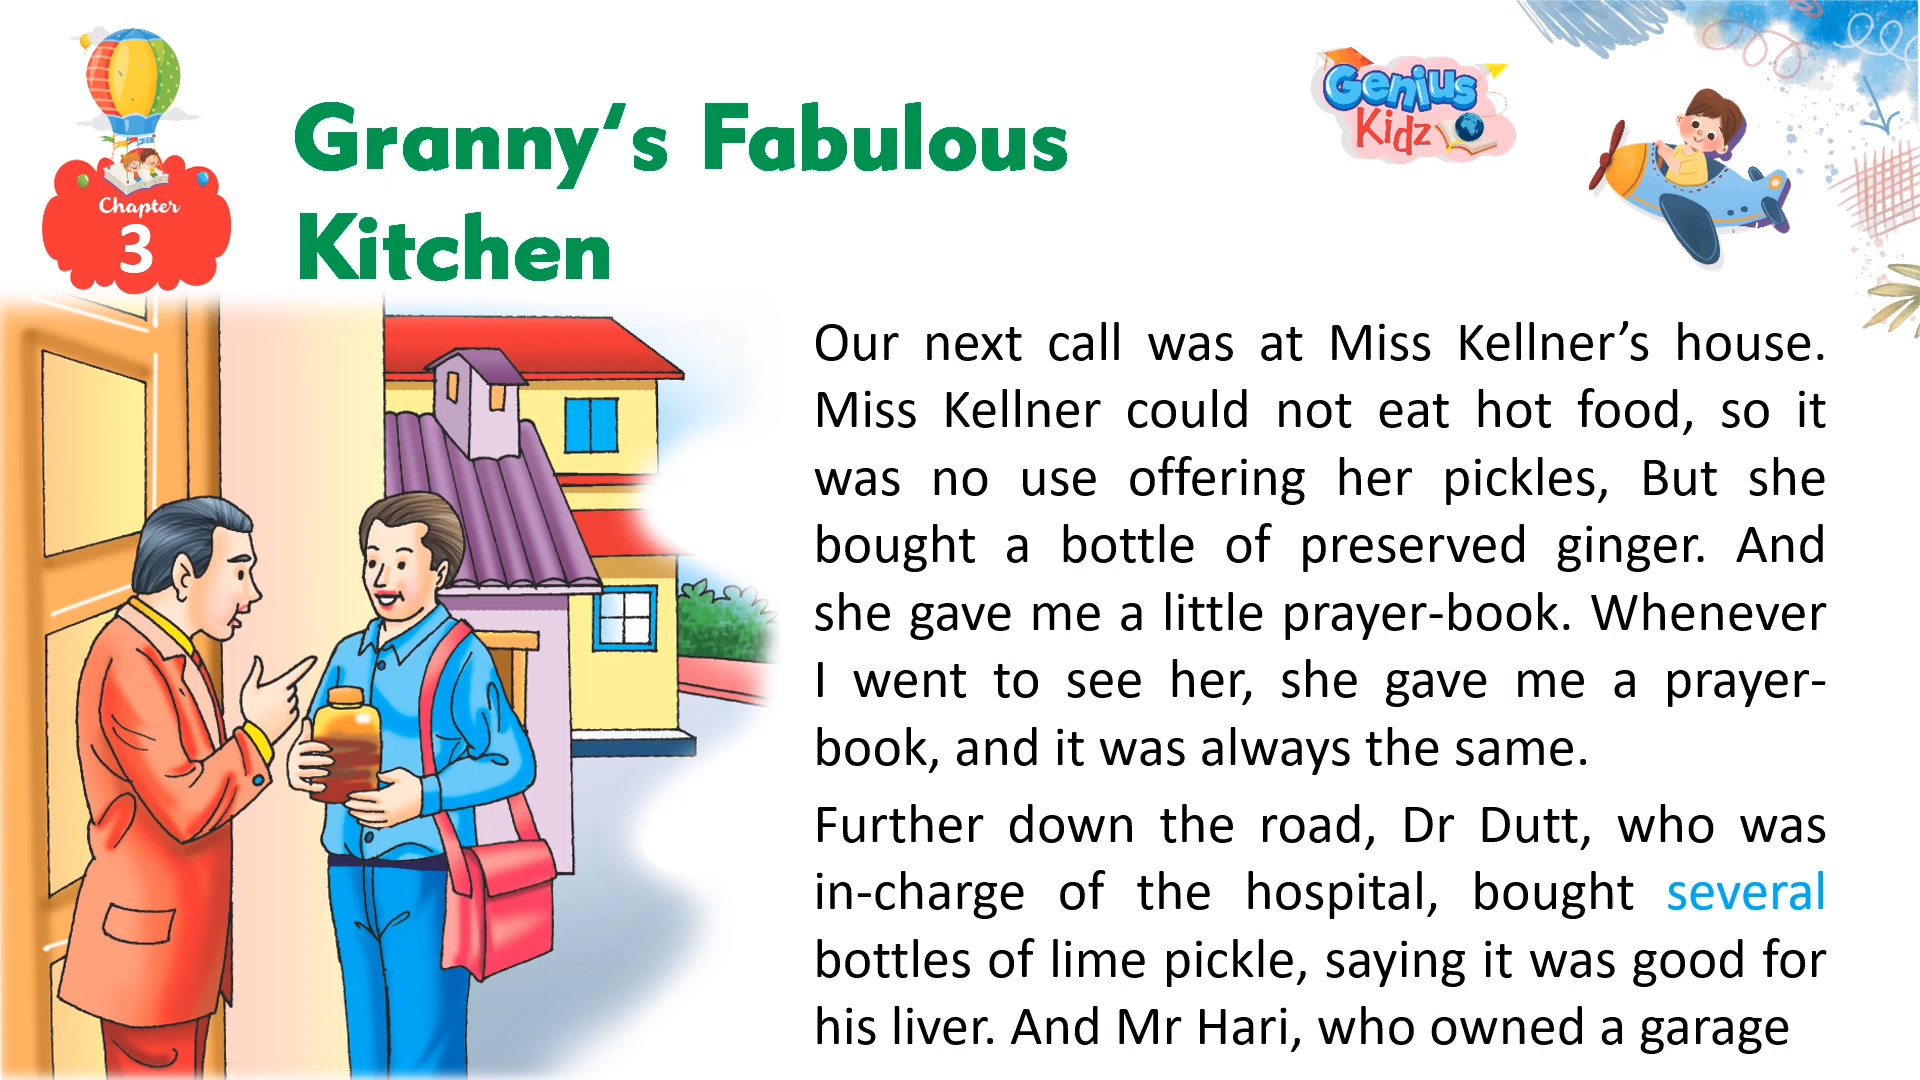 Chapter
3
Granny‘s Fabulous
Kitchen
Genius
Kidz
Our next call was at Miss Kellner’s house.
Miss Kellner could not eat hot food, so it
was no use offering her pickles, But she
bought a bottle of preserved ginger. And
she gave me a little prayer-book. Whenever
I went to see her, she gave me a prayer-
book, and it was always the same.
Further down the road, Dr Dutt, who was
in-charge of the hospital, bought several
bottles of lime pickle, saying it was good for
his liver. And Mr Hari, who owned a garage